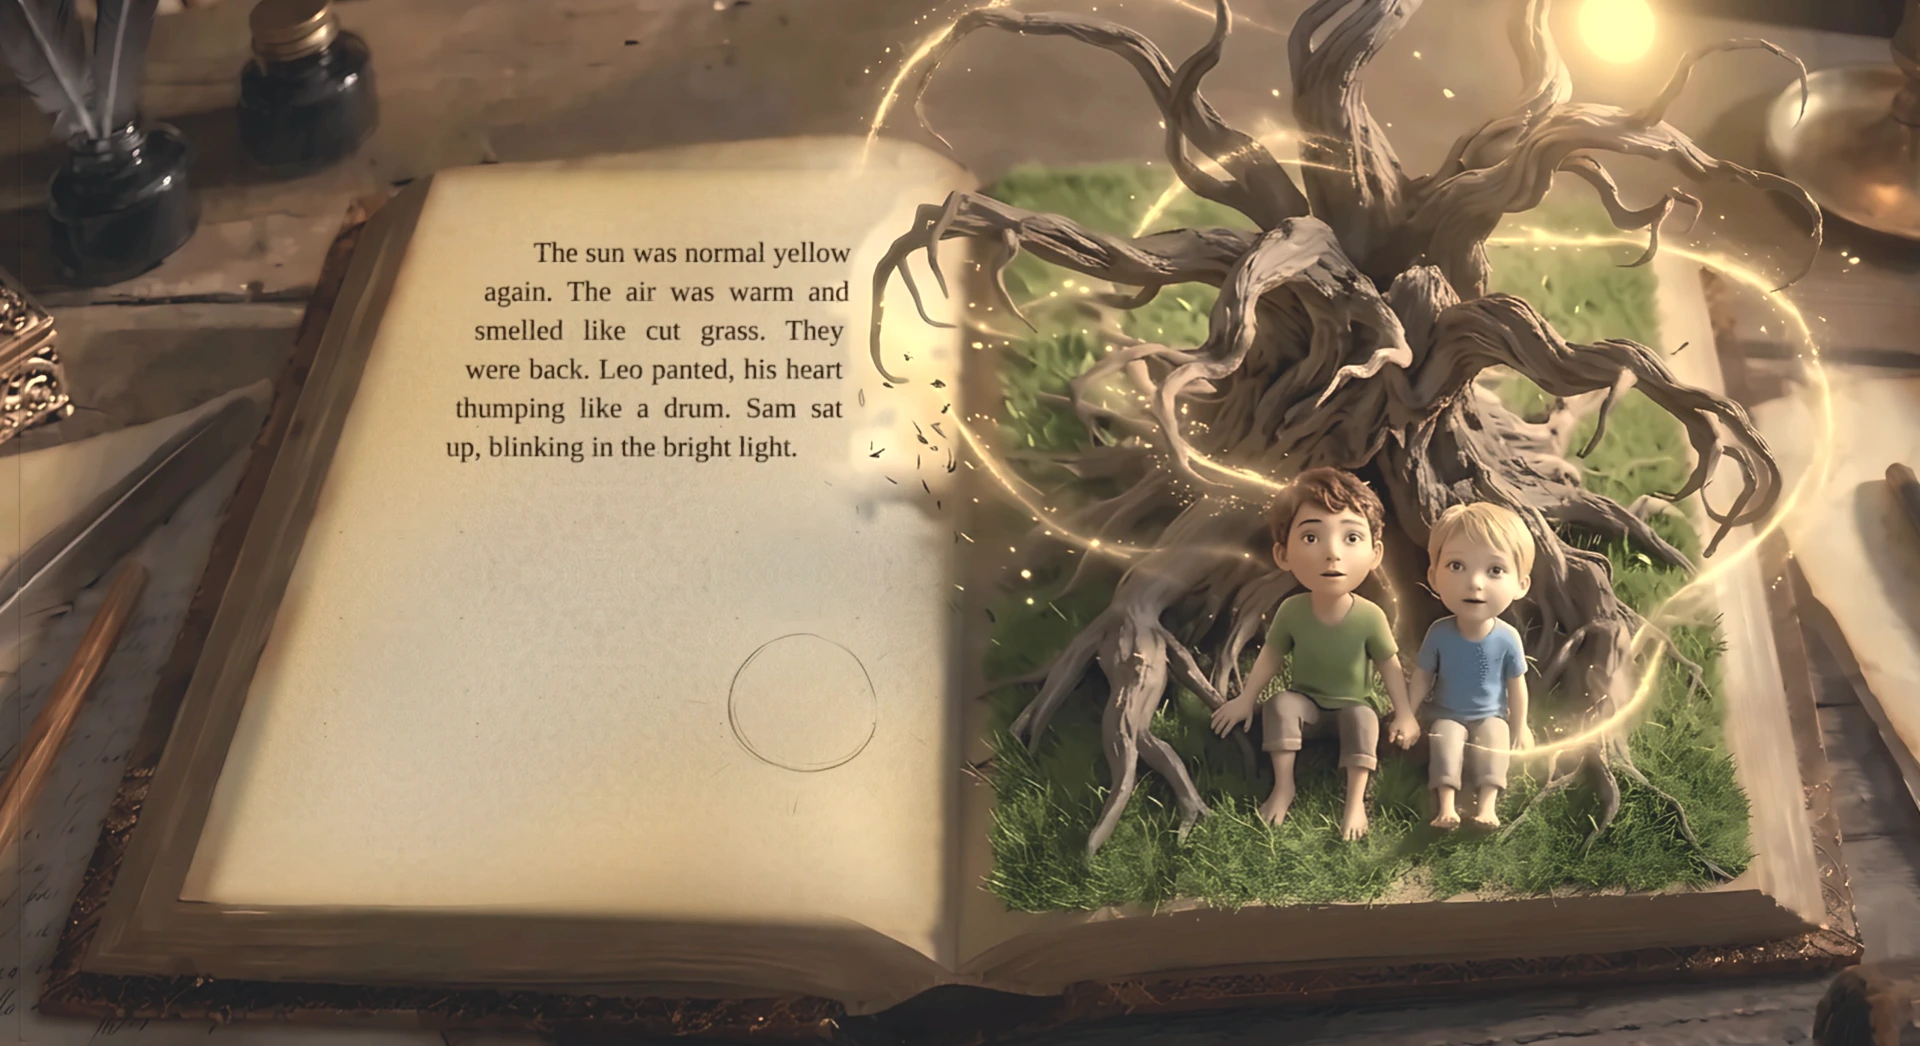 The sun was normal yellow
again. The air was warm and
smelled like cut grass. They
were back. Leo panted, his heart
thumping like a drum. Sam sat
up, blinking in the bright light.